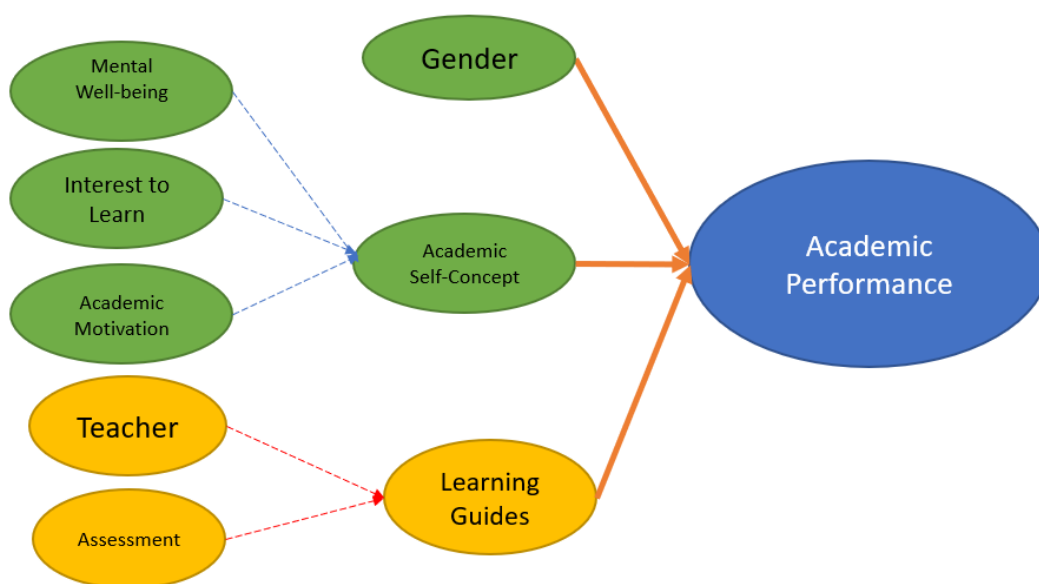 Mental
Well-being
Interest to
Learn
Academic
Motivation
Teacher
Assessment
Gender
Academic
Self-Concept
Learning
Guides
Academic
Performance